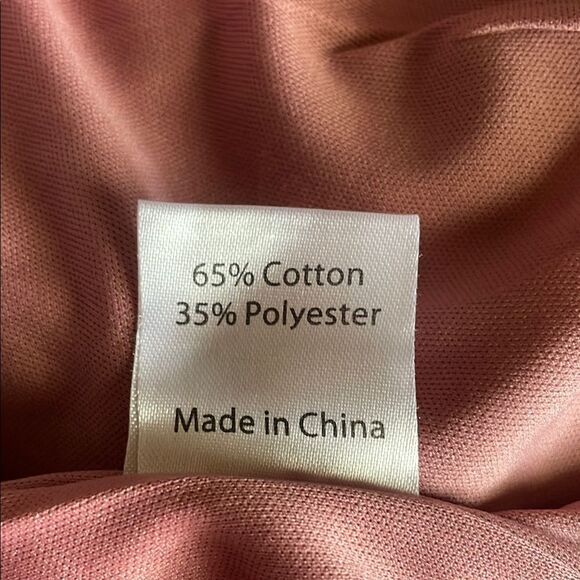 65% Cotton
35% Polyester
Made in China